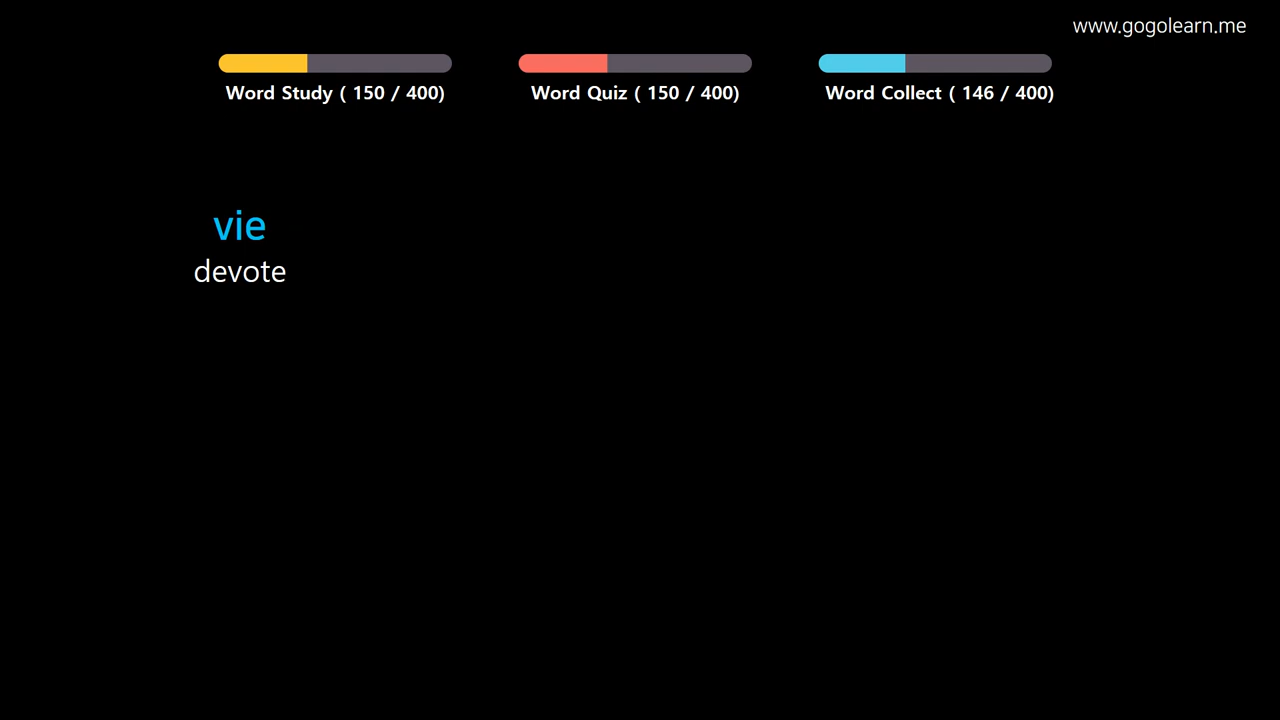 www.gogolearn.me
Word Study ( 150 / 400)
Word Quiz ( 150 / 400)
Word Collect ( 146 / 400)
vie
devote